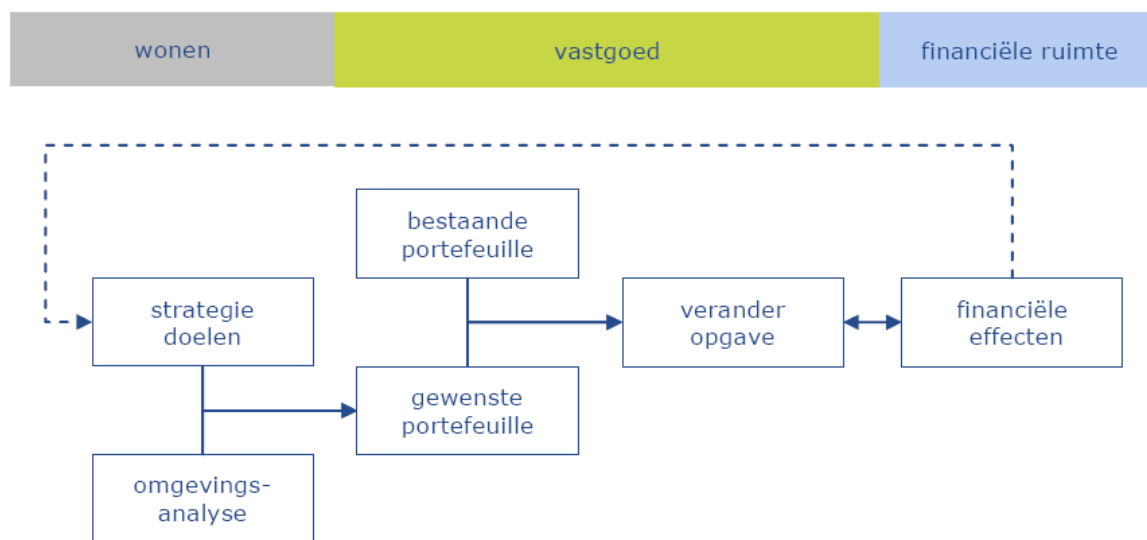 wonen
vastgoed
financiële ruimte
bestaande
portefeuille
strategie
doelen
verander
opgave
financiële
effecten
gewenste
portefeuille
omgevings-
analyse